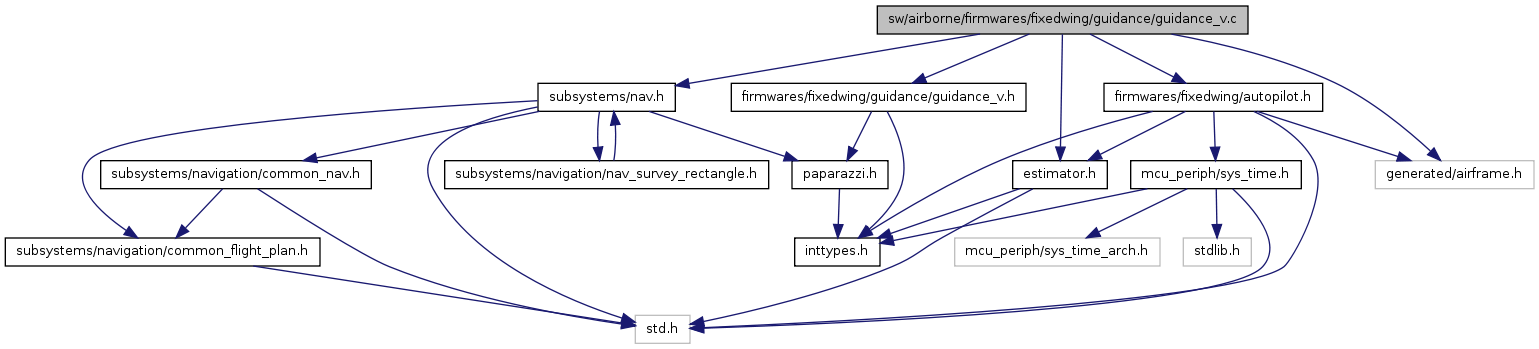 sw/airborne/firmwares/fixedwing/guidance/guidance_v.c
subsystems/nav.h
firmwares/fixedwing/guidance/guidance_v.h
firmwares/fixedwing/autopilot.h
subsystems/navigation/common_nav.h
subsystems/navigation/nav_survey_rectangle.h
paparazzi.h
estimator.h
mcu_periph/sys_time.h
generated/airframe.h
subsystems/navigation/common_flight_plan.h
inttypes.h
mcu_periph/sys_time_arch.h
stdlib.h
std.h